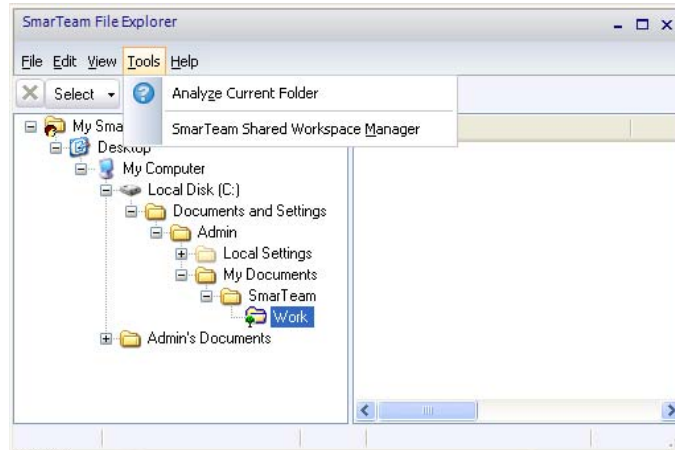 SmarTeam File Explorer
File Edit View Tools Help
Select
Analyze Current Folder
SmarTeam Shared Workspace Manager
My Sma
Desktop
My Computer
Local Disk (C:)
Documents and Settings
Admin
Local Settings
My Documents
SmarTeam
Work
Admin's Documents